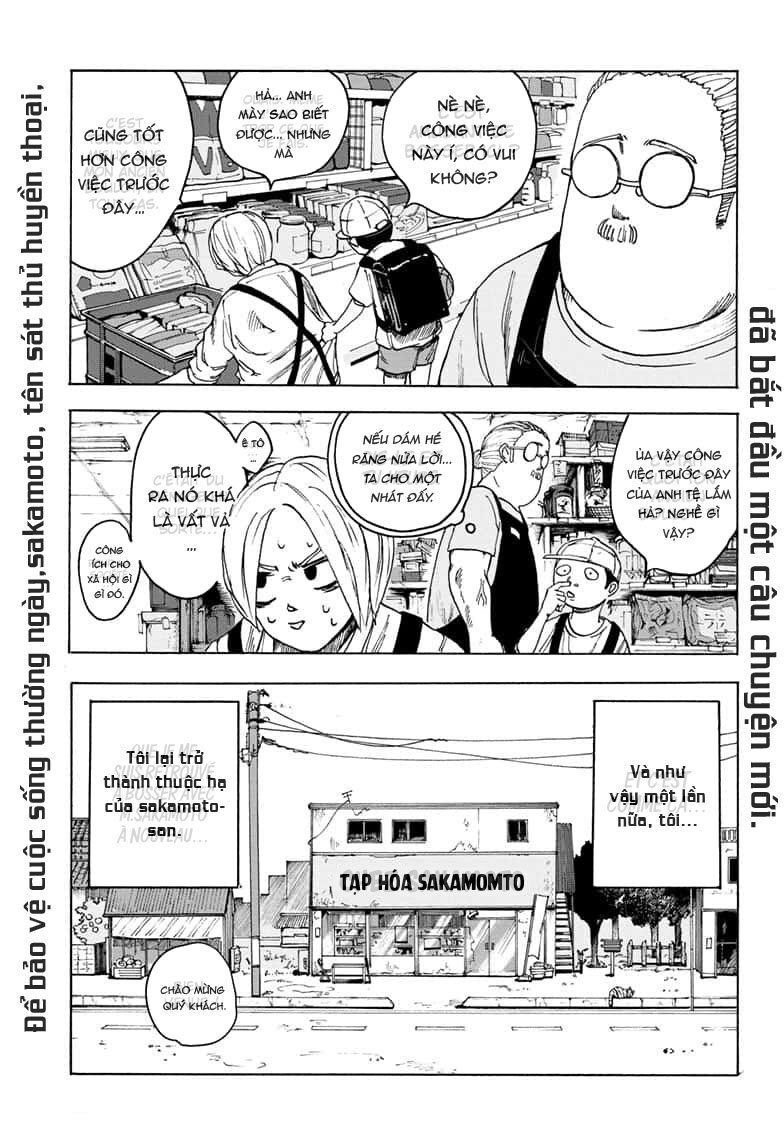 NÈ NÈ,
CÔNG VIỆC
NÀY Í, CÓ VUI
KHÔNG?
HẢ... ANH
MÀY SAO BIẾT
ĐƯỢC... NHƯNG
MÀ
CŨNG TỐT
HƠN CÔNG
VIỆC TRƯỚC
ĐÂY...
ỦA VẬY CÔNG
VIỆC TRƯỚC ĐÂY
CỦA ANH TỆ LẮM
HẢ? NGHỀ GÌ
VẬY?
NẾU DÁM HÉ
RĂNG NỬA LỜI...
TA CHO MỘT
NHÁT ĐẤY.
Ê TÔ
...
THỰC
RA NÓ KHÁ
LÀ VẤT VẢ
,,,
CÔNG
ÍCH CHO
XÃ HỘI GÌ
GÌ ĐÓ.
Và như
vậy một lần
nữa, tôi...
Tôi lại trở
thành thuộc hạ
của sakamoto-
san.
TẠP HÓA SAKAMOMTO
CHÀO MỪNG
QUÝ KHÁCH.
Để bảo vệ cuộc sống thường ngày,sakamoto, tên sát thủ huyền thoại,
đã bắt đầu một câu chuyện mới.